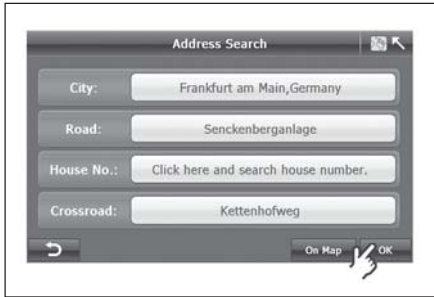 Address Search
City: Frankfurt am Main,Germany
Road: Senckenberganlage
House No.: Click here and search house number.
Crossroad: Kettenhofweg
On Map OK